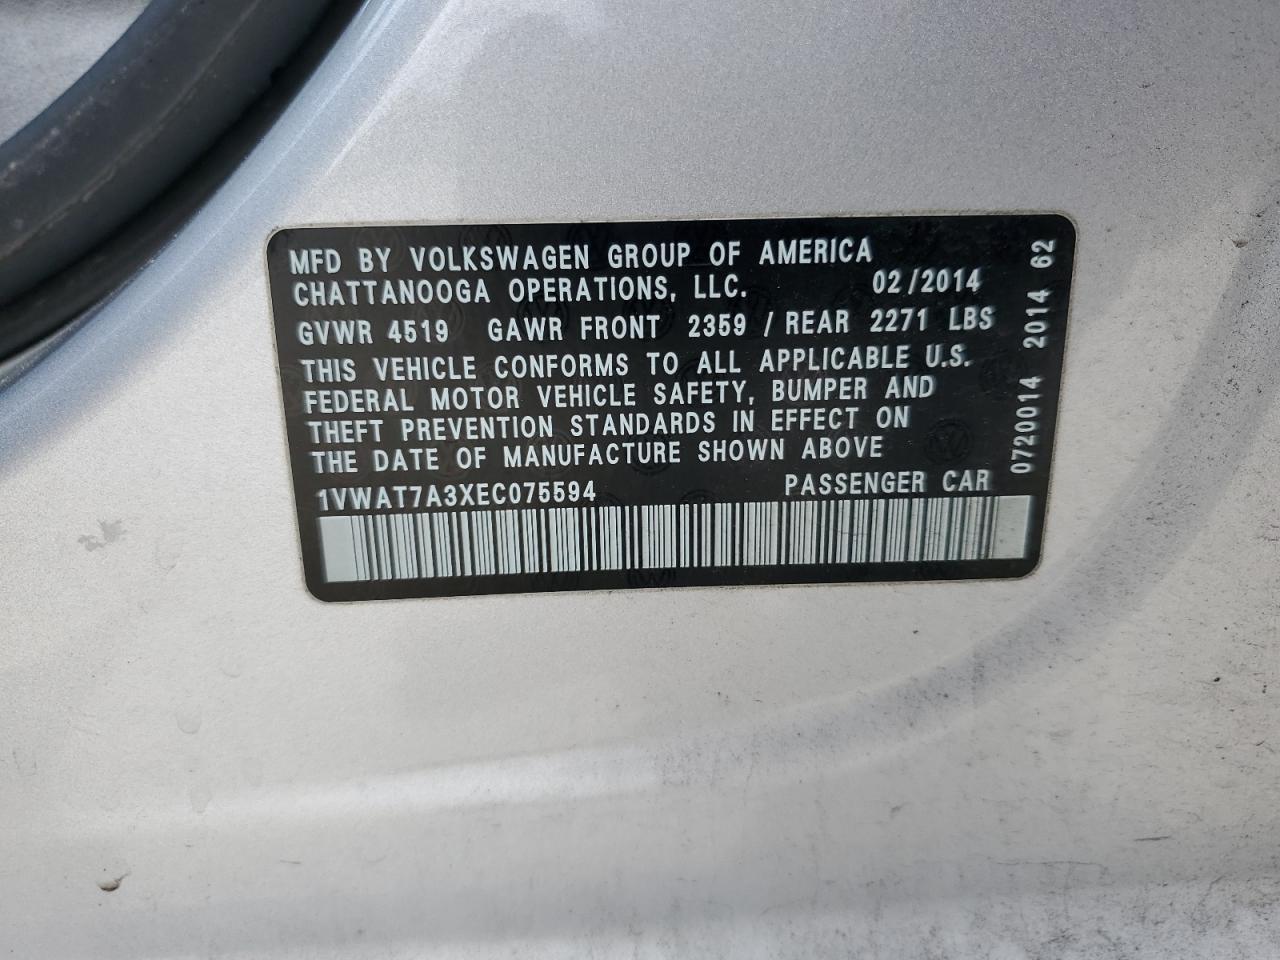 MFD BY VOLKSWAGEN GROUP OF AMERICA
CHATTANOOGA OPERATIONS, LLC. 02/2014
GVWR 4519 GAWR FRONT 2359 / REAR 2271 LBS
THIS VEHICLE CONFORMS TO ALL APPLICABLE U.S.
FEDERAL MOTOR VEHICLE SAFETY, BUMPER AND
THEFT PREVENTION STANDARDS IN EFFECT ON
THE DATE OF MANUFACTURE SHOWN ABOVE
1VWAT7A3XEC075594 PASSENGER CAR
0720014 2014 62